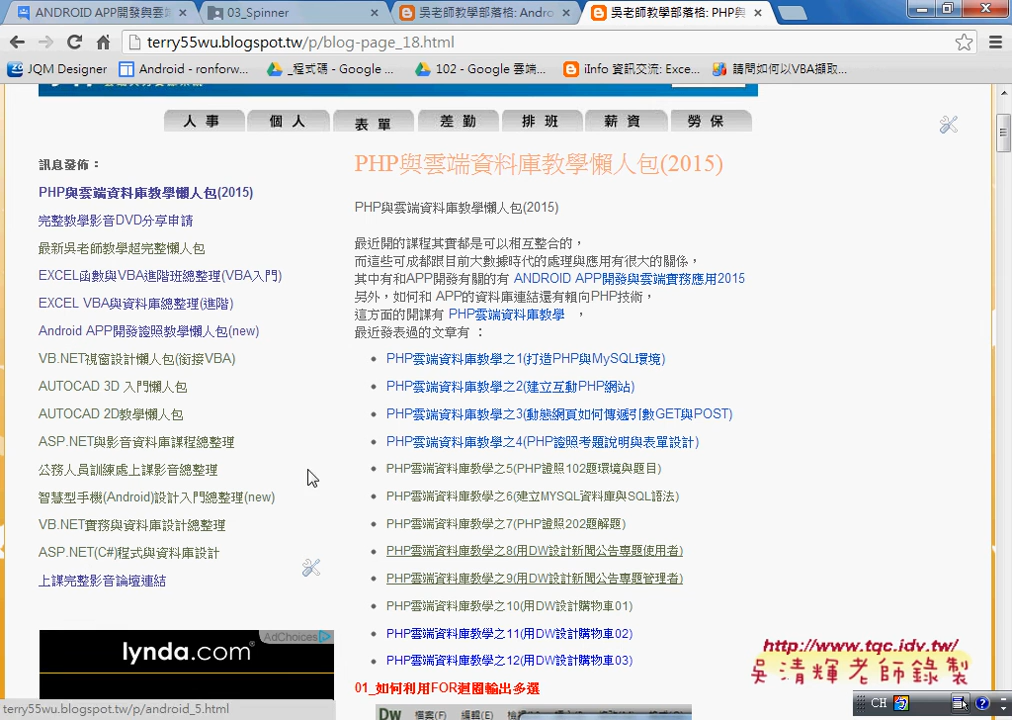 ANDROID APP開發與雲端
03_Spinner
吳老師教學部落格: Andro
吳老師教學部落格: PHP與
terry55wu.blogspot.tw/p/blog-page_18.html
JQM Designer
Android - ronforw...
_程式碼 - Google ...
102 - Google 雲端...
iInfo 資訊交流: Exce...
請問如何以VBA擷取...
人 事
個 人
表 單
差 勤
排 班
薪 資
勞 保
訊息發佈：
PHP與雲端資料庫教學懶人包(2015)
完整教學影音DVD分享申請
最新吳老師教學超完整懶人包
EXCEL函數與VBA進階班總整理(VBA入門)
EXCEL VBA與資料庫總整理(進階)
Android APP開發證照教學懶人包(new)
VB.NET視窗設計懶人包(銜接VBA)
AUTOCAD 3D 入門懶人包
AUTOCAD 2D教學懶人包
ASP.NET與影音資料庫課程總整理
公務人員訓練處上課影音總整理
智慧型手機(Android)設計入門總整理(new)
VB.NET實務與資料庫設計總整理
ASP.NET(C#)程式與資料庫設計
上課完整影音論壇連結
AdChoices
lynda.com
PHP與雲端資料庫教學懶人包(2015)
PHP與雲端資料庫教學懶人包(2015)
最近開的課程其實都是可以相互整合的，
而這些可成都跟目前大數據時代的處理與應用有很大的關係，
其中有和APP開發有關的有 ANDROID APP開發與雲端實務應用2015
另外，如何和 APP的資料庫連結還有賴向PHP技術，
這方面的開課有 PHP雲端資料庫教學 ，
最近發表過的文章有 ：
PHP雲端資料庫教學之1(打造PHP與MySQL環境)
PHP雲端資料庫教學之2(建立互動PHP網站)
PHP雲端資料庫教學之3(動態網頁如何傳遞引數GET與POST)
PHP雲端資料庫教學之4(PHP證照考題說明與表單設計)
PHP雲端資料庫教學之5(PHP證照102題環境與題目)
PHP雲端資料庫教學之6(建立MYSQL資料庫與SQL語法)
PHP雲端資料庫教學之7(PHP證照202題解題)
PHP雲端資料庫教學之8(用DW設計新聞公告專題使用者)
PHP雲端資料庫教學之9(用DW設計新聞公告專題管理者)
PHP雲端資料庫教學之10(用DW設計購物車01)
PHP雲端資料庫教學之11(用DW設計購物車02)
PHP雲端資料庫教學之12(用DW設計購物車03)
01_如何利用FOR迴圈輸出多選
Dw 檔案(F) 編輯(E)
http://www.tqc.idv.tw/
吳清輝老師錄製
CH
terry55wu.blogspot.tw/p/android_5.html